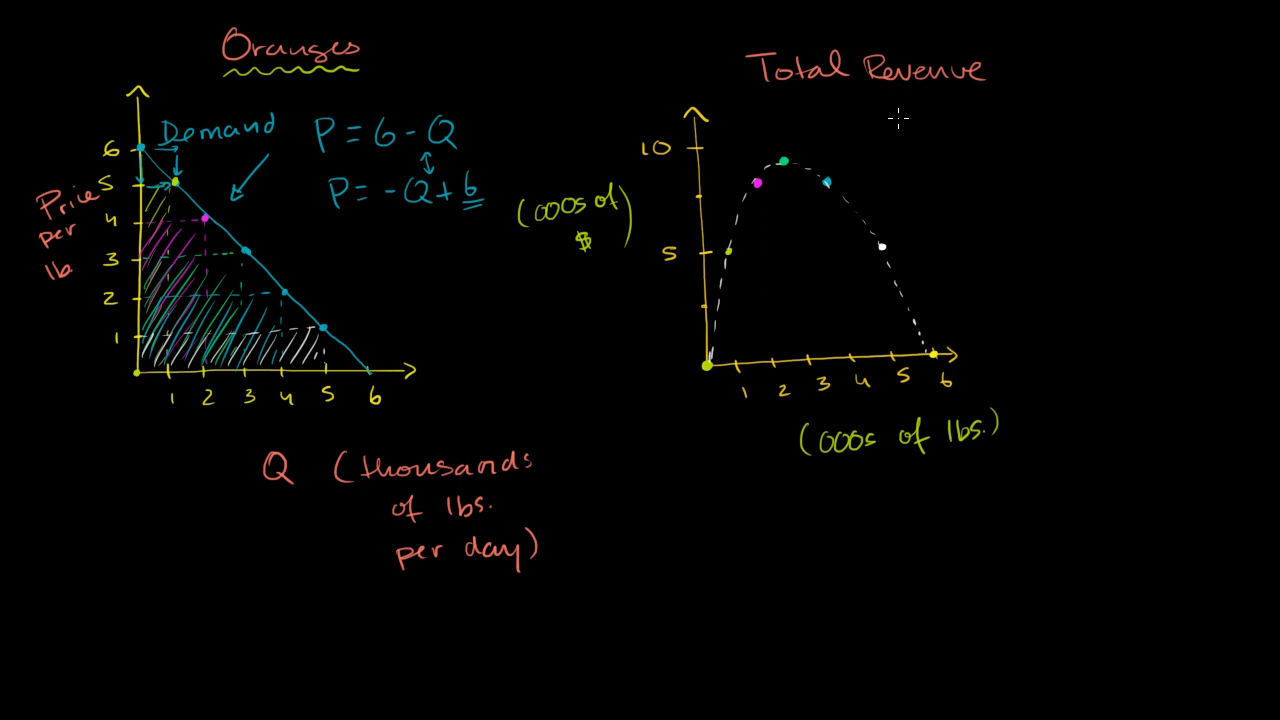 Oranges
Total Revenue
Demand
P = 6 - Q
P = -Q + 6
Price
per
lb
6
5
4
3
2
1
1 2 3 4 5 6
Q (thousands
of lbs.
per day)
(000s of
$)
10
5
1 2 3 4 5 6
(000s of lbs.)